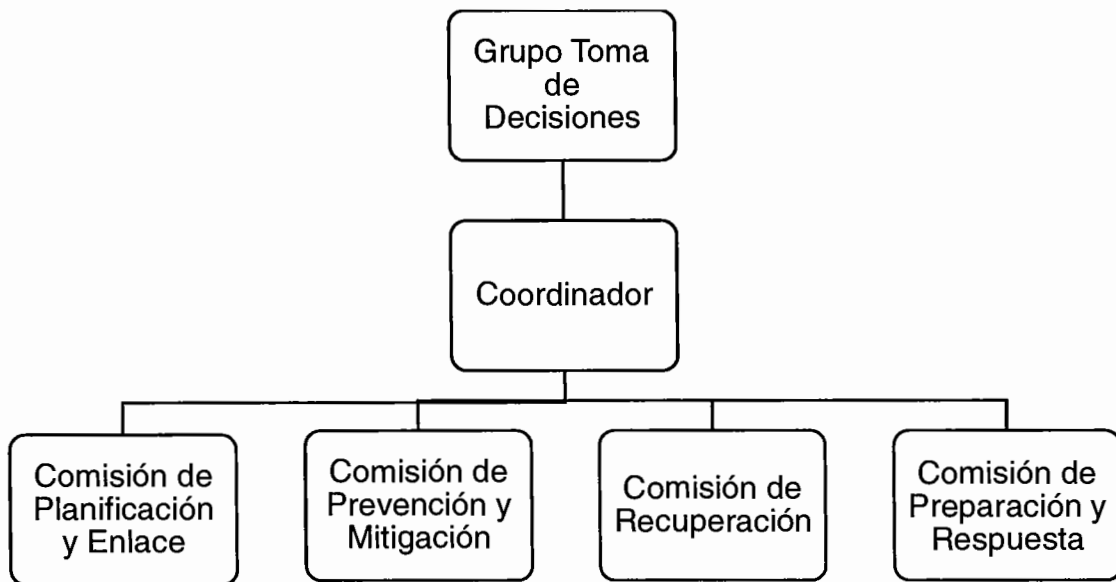 Grupo Toma
de
Decisiones
Coordinador
Comisión de
Planificación
y Enlace
Comisión de
Prevención y
Mitigación
Comisión de
Recuperación
Comisión de
Preparación y
Respuesta